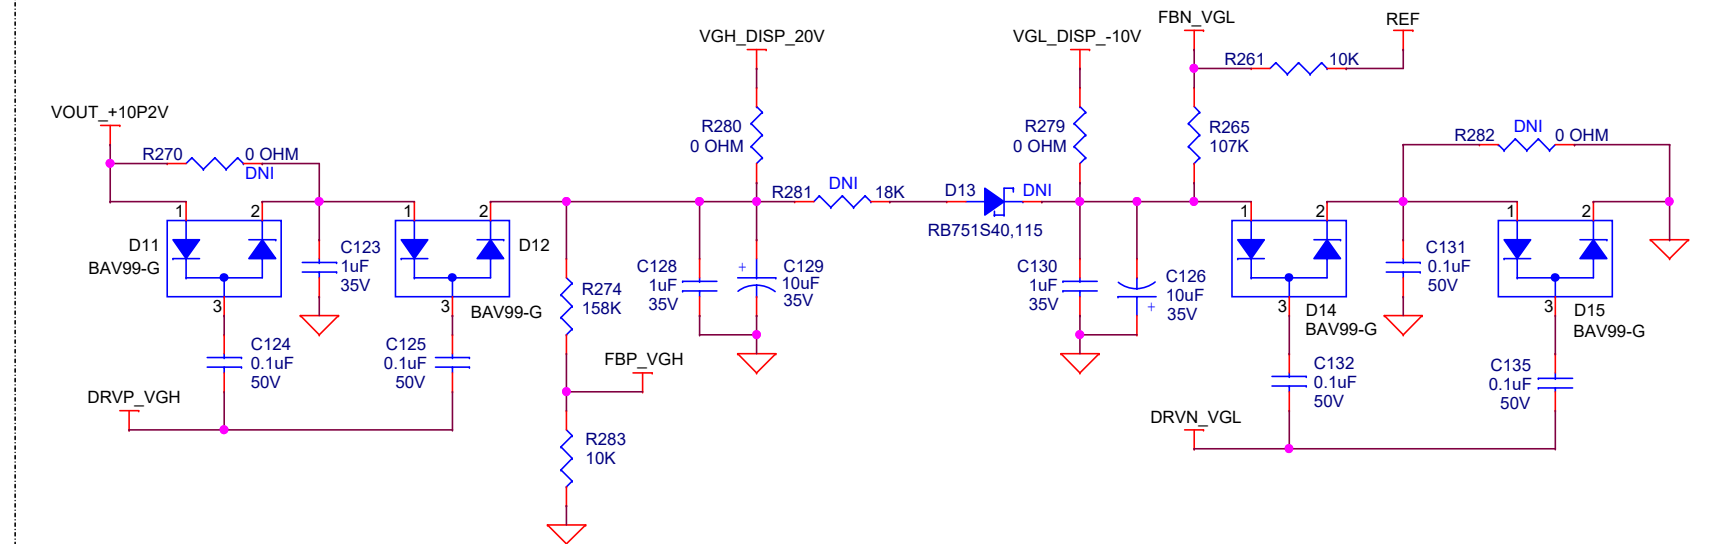 FBN_VGL
REF
VGH_DISP_20V
VGL_DISP_-10V
R261
10K
VOUT_+10P2V
R280
0 OHM
R279
0 OHM
R265
107K
R282
DNI
0 OHM
R270
0 OHM
DNI
R281
DNI
18K
D13
DNI
RB751S40,115
1
2
D11
BAV99-G
3
C123
1uF
35V
1
2
D12
3
BAV99-G
R274
158K
C128
1uF
35V
+
C129
10uF
35V
C130
1uF
35V
C126
10uF
35V
+
1
2
3
D14
BAV99-G
C131
0.1uF
50V
1
2
3
D15
BAV99-G
C124
0.1uF
50V
C125
0.1uF
50V
FBP_VGH
C132
0.1uF
50V
C135
0.1uF
50V
DRVP_VGH
DRVN_VGL
R283
10K